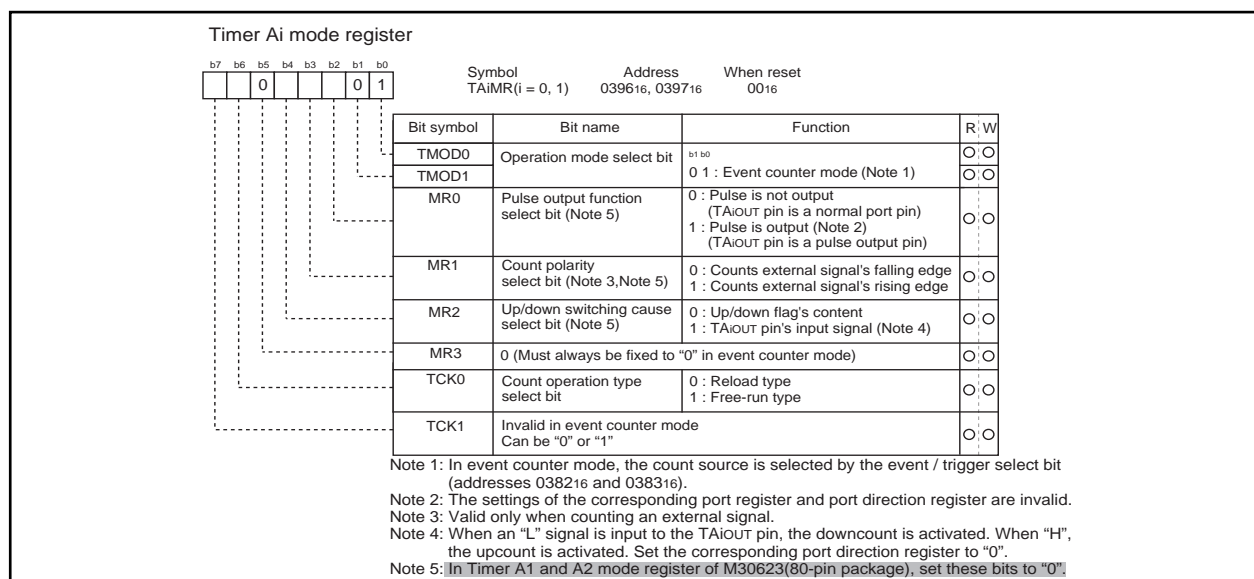 Timer Ai mode register
b7 b6 b5 b4 b3 b2 b1 b0
0 0 1
Symbol Address When reset
TAiMR(i = 0, 1) 039616, 039716 0016
Bit symbol Bit name Function R W
TMOD0 Operation mode select bit b1 b0
TMOD1 0 1 : Event counter mode (Note 1)
MR0 Pulse output function 0 : Pulse is not output
select bit (Note 5) (TAiOUT pin is a normal port pin)
1 : Pulse is output (Note 2)
(TAiOUT pin is a pulse output pin)
MR1 Count polarity 0 : Counts external signal's falling edge
select bit (Note 3,Note 5) 1 : Counts external signal's rising edge
MR2 Up/down switching cause 0 : Up/down flag's content
select bit (Note 5) 1 : TAiOUT pin's input signal (Note 4)
MR3 0 (Must always be fixed to “0” in event counter mode)
TCK0 Count operation type 0 : Reload type
select bit 1 : Free-run type
TCK1 Invalid in event counter mode
Can be “0” or “1”
Note 1: In event counter mode, the count source is selected by the event / trigger select bit
(addresses 038216 and 038316).
Note 2: The settings of the corresponding port register and port direction register are invalid.
Note 3: Valid only when counting an external signal.
Note 4: When an “L” signal is input to the TAiOUT pin, the downcount is activated. When “H”,
the upcount is activated. Set the corresponding port direction register to “0”.
Note 5: In Timer A1 and A2 mode register of M30623(80-pin package), set these bits to “0”.